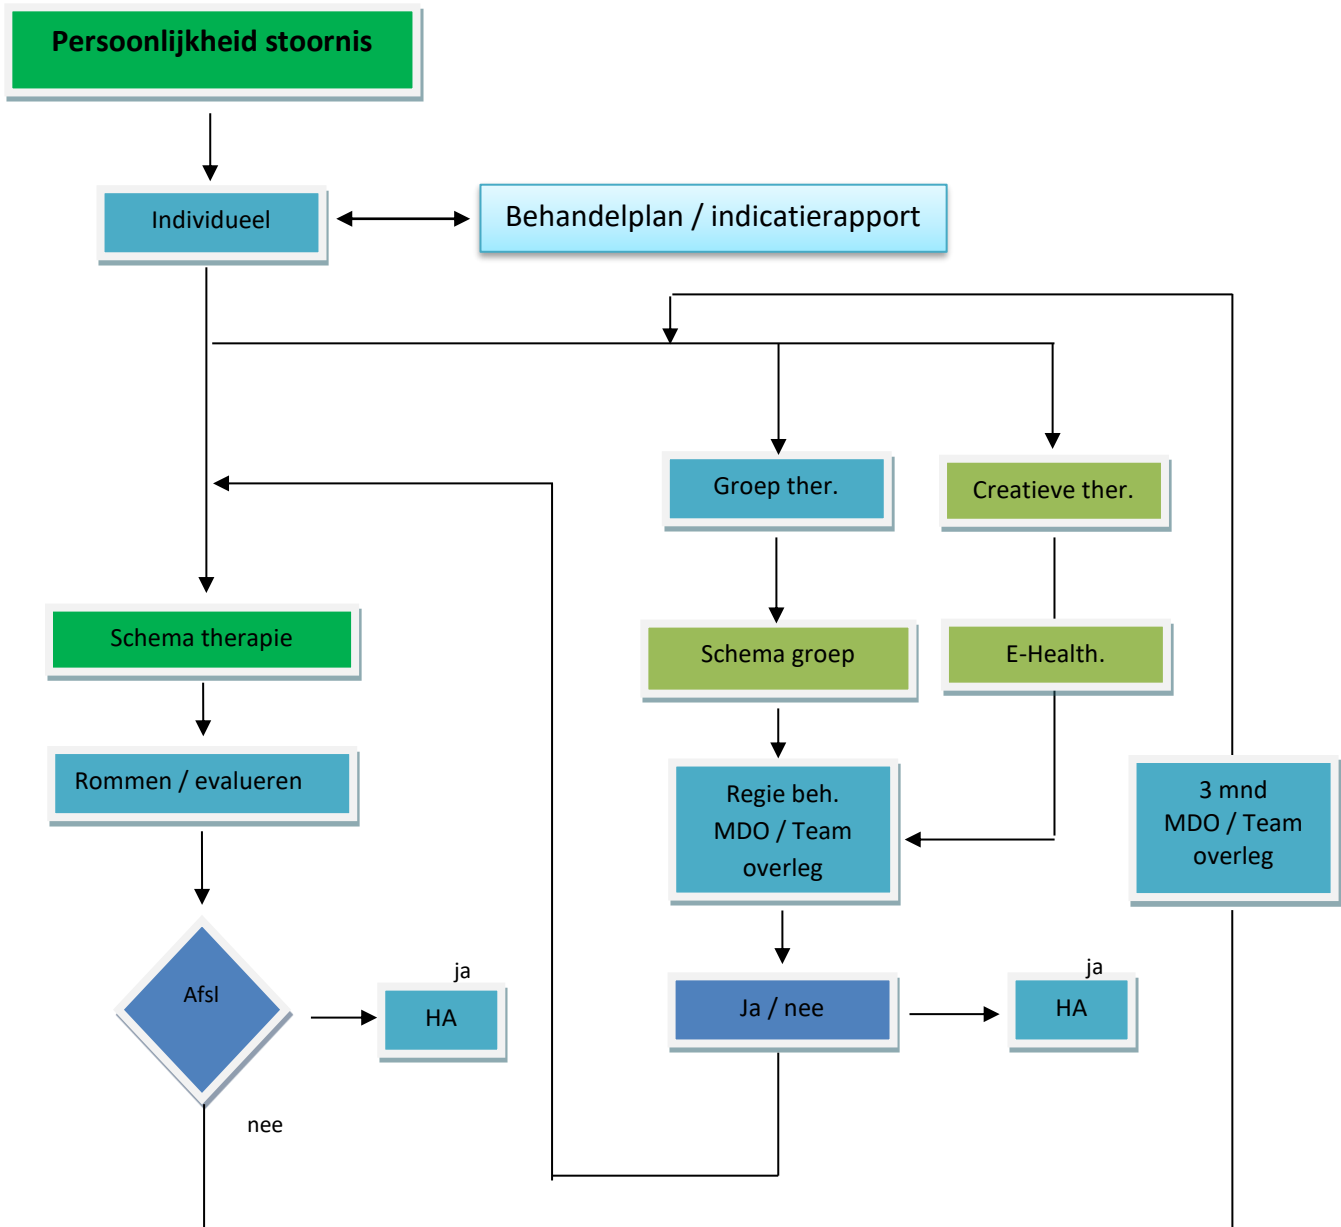 Persoonlijkheid stoornis
Individueel
Behandelplan / indicatierapport
Groep ther.
Creatieve ther.
Schema therapie
Schema groep
E-Health.
Rommen / evalueren
Regie beh.
MDO / Team
overleg
3 mnd
MDO / Team
overleg
Afsl
ja
HA
Ja / nee
ja
HA
nee